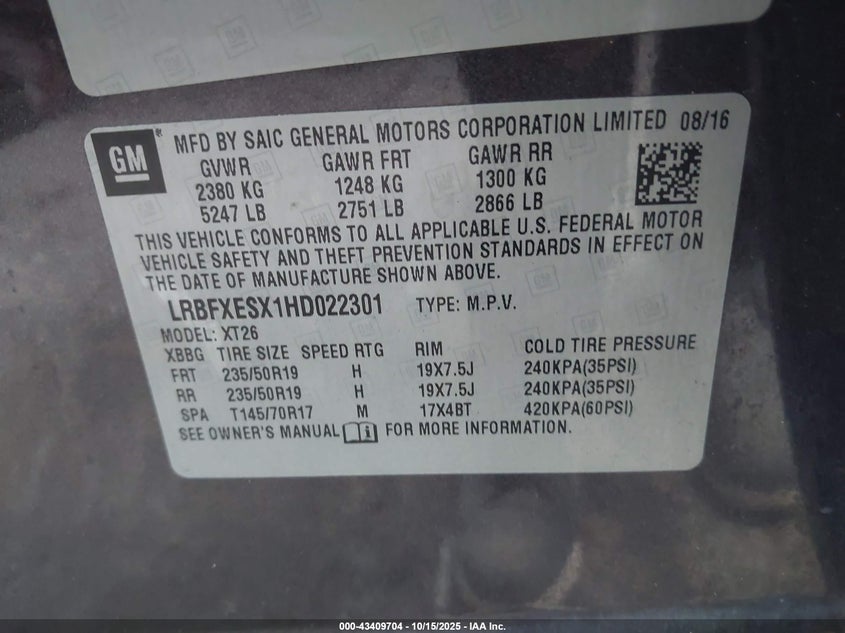 GM
MFD BY SAIC GENERAL MOTORS CORPORATION LIMITED 08/16
GVWR GAWR FRT GAWR RR
2380 KG 1248 KG 1300 KG
5247 LB 2751 LB 2866 LB
THIS VEHICLE CONFORMS TO ALL APPLICABLE U.S. FEDERAL MOTOR
VEHICLE SAFETY AND THEFT PREVENTION STANDARDS IN EFFECT ON
THE DATE OF MANUFACTURE SHOWN ABOVE.
LRBFXESX1HD022301 TYPE: M.P.V.
MODEL: XT26
XBBG TIRE SIZE SPEED RTG RIM COLD TIRE PRESSURE
FRT 235/50R19 H 19X7.5J 240KPA(35PSI)
RR 235/50R19 H 19X7.5J 240KPA(35PSI)
SPA T145/70R17 M 17X4BT 420KPA(60PSI)
SEE OWNER'S MANUAL FOR MORE INFORMATION.
000-43409704 - 10/15/2025 - IAA Inc.